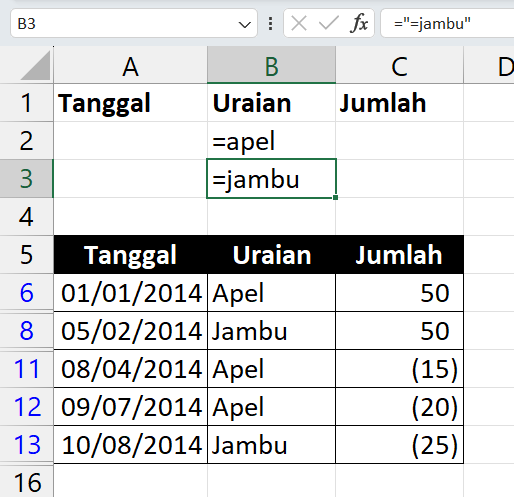 B3 fx ="=jambu"
A B C D
1 Tanggal Uraian Jumlah
2 =apel
3 =jambu
4
5 Tanggal Uraian Jumlah
6 01/01/2014 Apel 50
8 05/02/2014 Jambu 50
11 08/04/2014 Apel (15)
12 09/07/2014 Apel (20)
13 10/08/2014 Jambu (25)
16